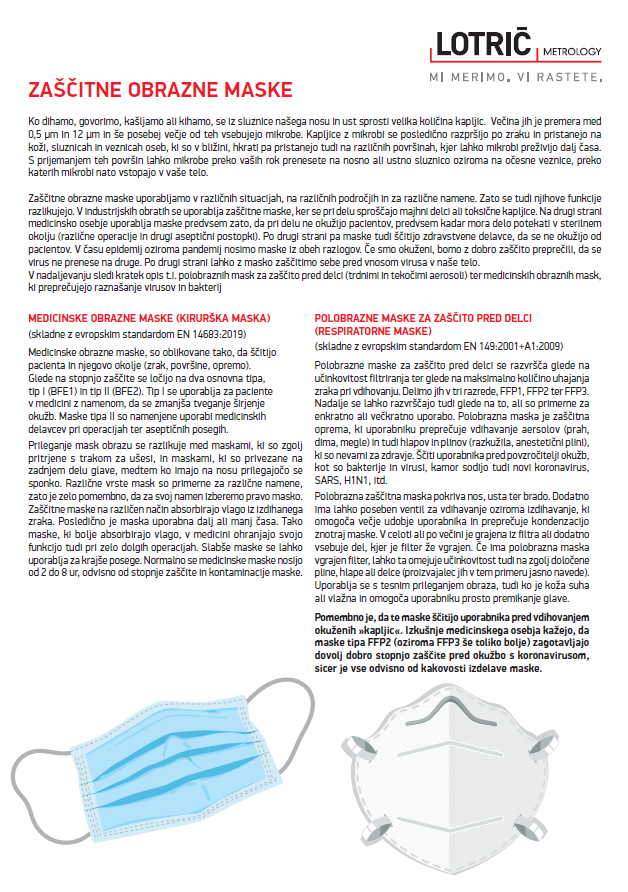 LOTRIČ METROLOGY
MI MERIMO. VI RASTETE.
ZAŠČITNE OBRAZNE MASKE
Ko dihamo, govorimo, kašljamo ali kihamo, se iz sluznice našega nosu in ust sprosti velika količina kapljic. Večina jih je premera med
0,5 µm in 12 µm in še posebej večje od teh vsebujejo mikrobe. Kapljice z mikrobi se posledično razpršijo po zraku in pristanejo na
koži, sluznicah in veznicah oseb, ki so v bližini, hkrati pa pristanejo tudi na različnih površinah, kjer lahko mikrobi preživijo dalj časa.
S prijemanjem teh površin lahko mikrobe preko vaših rok prenesete na nosno ali ustno sluznico oziroma na očesne veznice, preko
katerih mikrobi nato vstopajo v vaše telo.
Zaščitne obrazne maske uporabljamo v različnih situacijah, na različnih področjih in za različne namene. Zato se tudi njihove funkcije
razlikujejo. V industrijskih obratih se uporablja zaščitne maske, ker se pri delu sproščajo majhni delci ali toksične kapljice. Na drugi strani
medicinsko osebje uporablja maske predvsem zato, da pri delu ne okužijo pacientov, predvsem kadar mora delo potekati v sterilnem
okolju (različne operacije in drugi aseptični postopki). Po drugi strani pa maske tudi ščitijo zdravstvene delavce, da se ne okužijo od
pacientov. V času epidemij oziroma pandemij nosimo maske iz obeh razlogov. Če smo okuženi, bomo z dobro zaščito preprečili, da se
virus ne prenese na druge. Po drugi strani lahko z masko zaščitimo sebe pred vnosom virusa v naše telo.
V nadaljevanju sledi kratek opis t.i. polobraznih mask za zaščito pred delci (trdnimi in tekočimi aerosoli) ter medicinskih obraznih mask,
ki preprečujejo raznašanje virusov in bakterij
MEDICINSKE OBRAZNE MASKE (KIRURŠKA MASKA)
(skladne z evropskim standardom EN 14683:2019)
Medicinske obrazne maske, so oblikovane tako, da ščitijo
pacienta in njegovo okolje (zrak, površine, opremo).
Glede na stopnjo zaščite se ločijo na dva osnovna tipa,
tip I (BFE1) in tip II (BFE2). Tip I se uporablja za paciente
v medicini z namenom, da se zmanjša tveganje širjenje
okužb. Maske tipa II so namenjene uporabi medicinskih
delavcev pri operacijah ter aseptičnih posegih.
Prileganje mask obrazu se razlikuje med maskami, ki so zgolj
pritrjene s trakom za ušesi, in maskami, ki so privezane na
zadnjem delu glave, medtem ko imajo na nosu prilegajočo se
sponko. Različne vrste mask so primerne za različne namene,
zato je zelo pomembno, da za svoj namen izberemo pravo masko.
Zaščitne maske na različen način absorbirajo vlago iz izdihanega
zraka. Posledično je maska uporabna dalj ali manj časa. Tako
maske, ki bolje absorbirajo vlago, v medicini ohranjajo svojo
funkcijo tudi pri zelo dolgih operacijah. Slabše maske se lahko
uporablja za krajše posege. Normalno se medicinske maske nosijo
od 2 do 8 ur, odvisno od stopnje zaščite in kontaminacije maske.
POLOBRAZNE MASKE ZA ZAŠČITO PRED DELCI
(RESPIRATORNE MASKE)
(skladne z evropskim standardom EN 149:2001+A1:2009)
Polobrazne maske za zaščito pred delci se razvršča glede na
učinkovitost filtriranja ter glede na maksimalno količino uhajanja
zraka pri vdihovanju. Delimo jih v tri razrede, FFP1, FFP2 ter FFP3.
Nadalje se lahko razvrščajo tudi glede na to, ali so primerne za
enkratno ali večkratno uporabo. Polobrazna maska je zaščitna
oprema, ki uporabniku preprečuje vdihavanje aersolov (prah,
dima, megle) in tudi hlapov in plinov (razkužila, anestetični plini),
ki so nevarni za zdravje. Ščiti uporabnika pred povzročitelji okužb,
kot so bakterije in virusi, kamor sodijo tudi novi koronavirus,
SARS, H1N1, itd.
Polobrazna zaščitna maska pokriva nos, usta ter brado. Dodatno
ima lahko poseben ventil za vdihavanje oziroma izdihavanje, ki
omogoča večje udobje uporabnika in preprečuje kondenzacijo
znotraj maske. V celoti ali po večini je grajena iz filtra ali dodatno
vsebuje del, kjer je filter že vgrajen. Če ima polobrazna maska
vgrajen filter, lahko ta omejuje učinkovitost tudi na zgolj določene
pline, hlape ali delce (proizvajalec jih v tem primeru jasno navede).
Uporablja se s tesnim prileganjem obraza, tudi ko je koža suha
ali vlažna in omogoča uporabniku prosto premikanje glave.
Pomembno je, da te maske ščitijo uporabnika pred vdihovanjem
okuženih »kapljic«. Izkušnje medicinskega osebja kažejo, da
maske tipa FFP2 (oziroma FFP3 še toliko bolje) zagotavljajo
dovolj dobro stopnjo zaščite pred okužbo s koronavirusom,
sicer je vse odvisno od kakovosti izdelave maske.